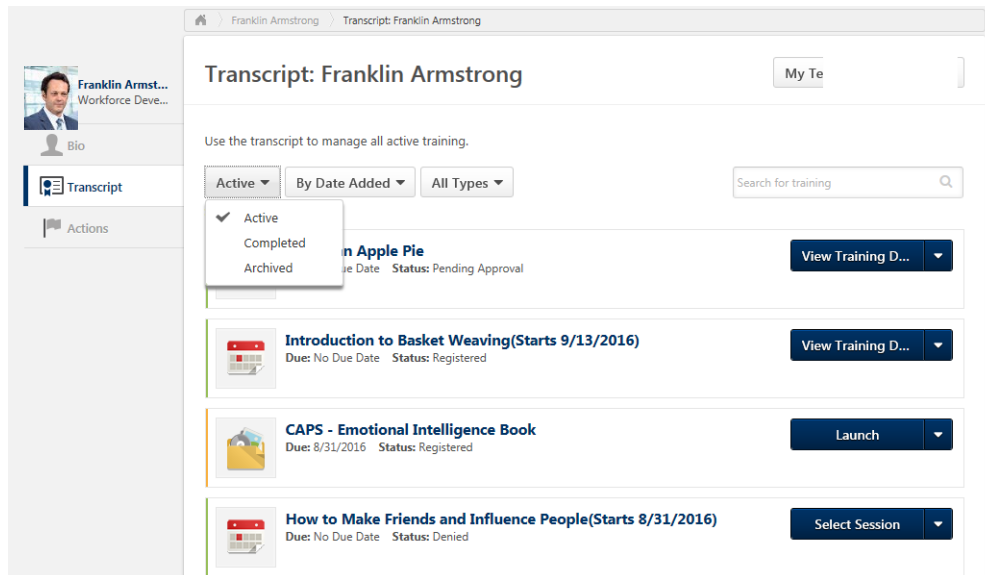 Franklin Armstrong
Transcript: Franklin Armstrong
Franklin Armst...
Workforce Deve...
Bio
Transcript
Actions
Transcript: Franklin Armstrong
My
Use the transcript to manage all active training.
Active
By Date Added
All Types
Search for training
Active
Completed
Archived
Apple Pie
Date Status: Pending Approval
View Training D...
Introduction to Basket Weaving(Starts 9/13/2016)
Due: No Due Date Status: Registered
View Training D...
CAPS - Emotional Intelligence Book
Due: 8/31/2016 Status: Registered
Launch
How to Make Friends and Influence People(Starts 8/31/2016)
Due: No Due Date Status: Denied
Select Session